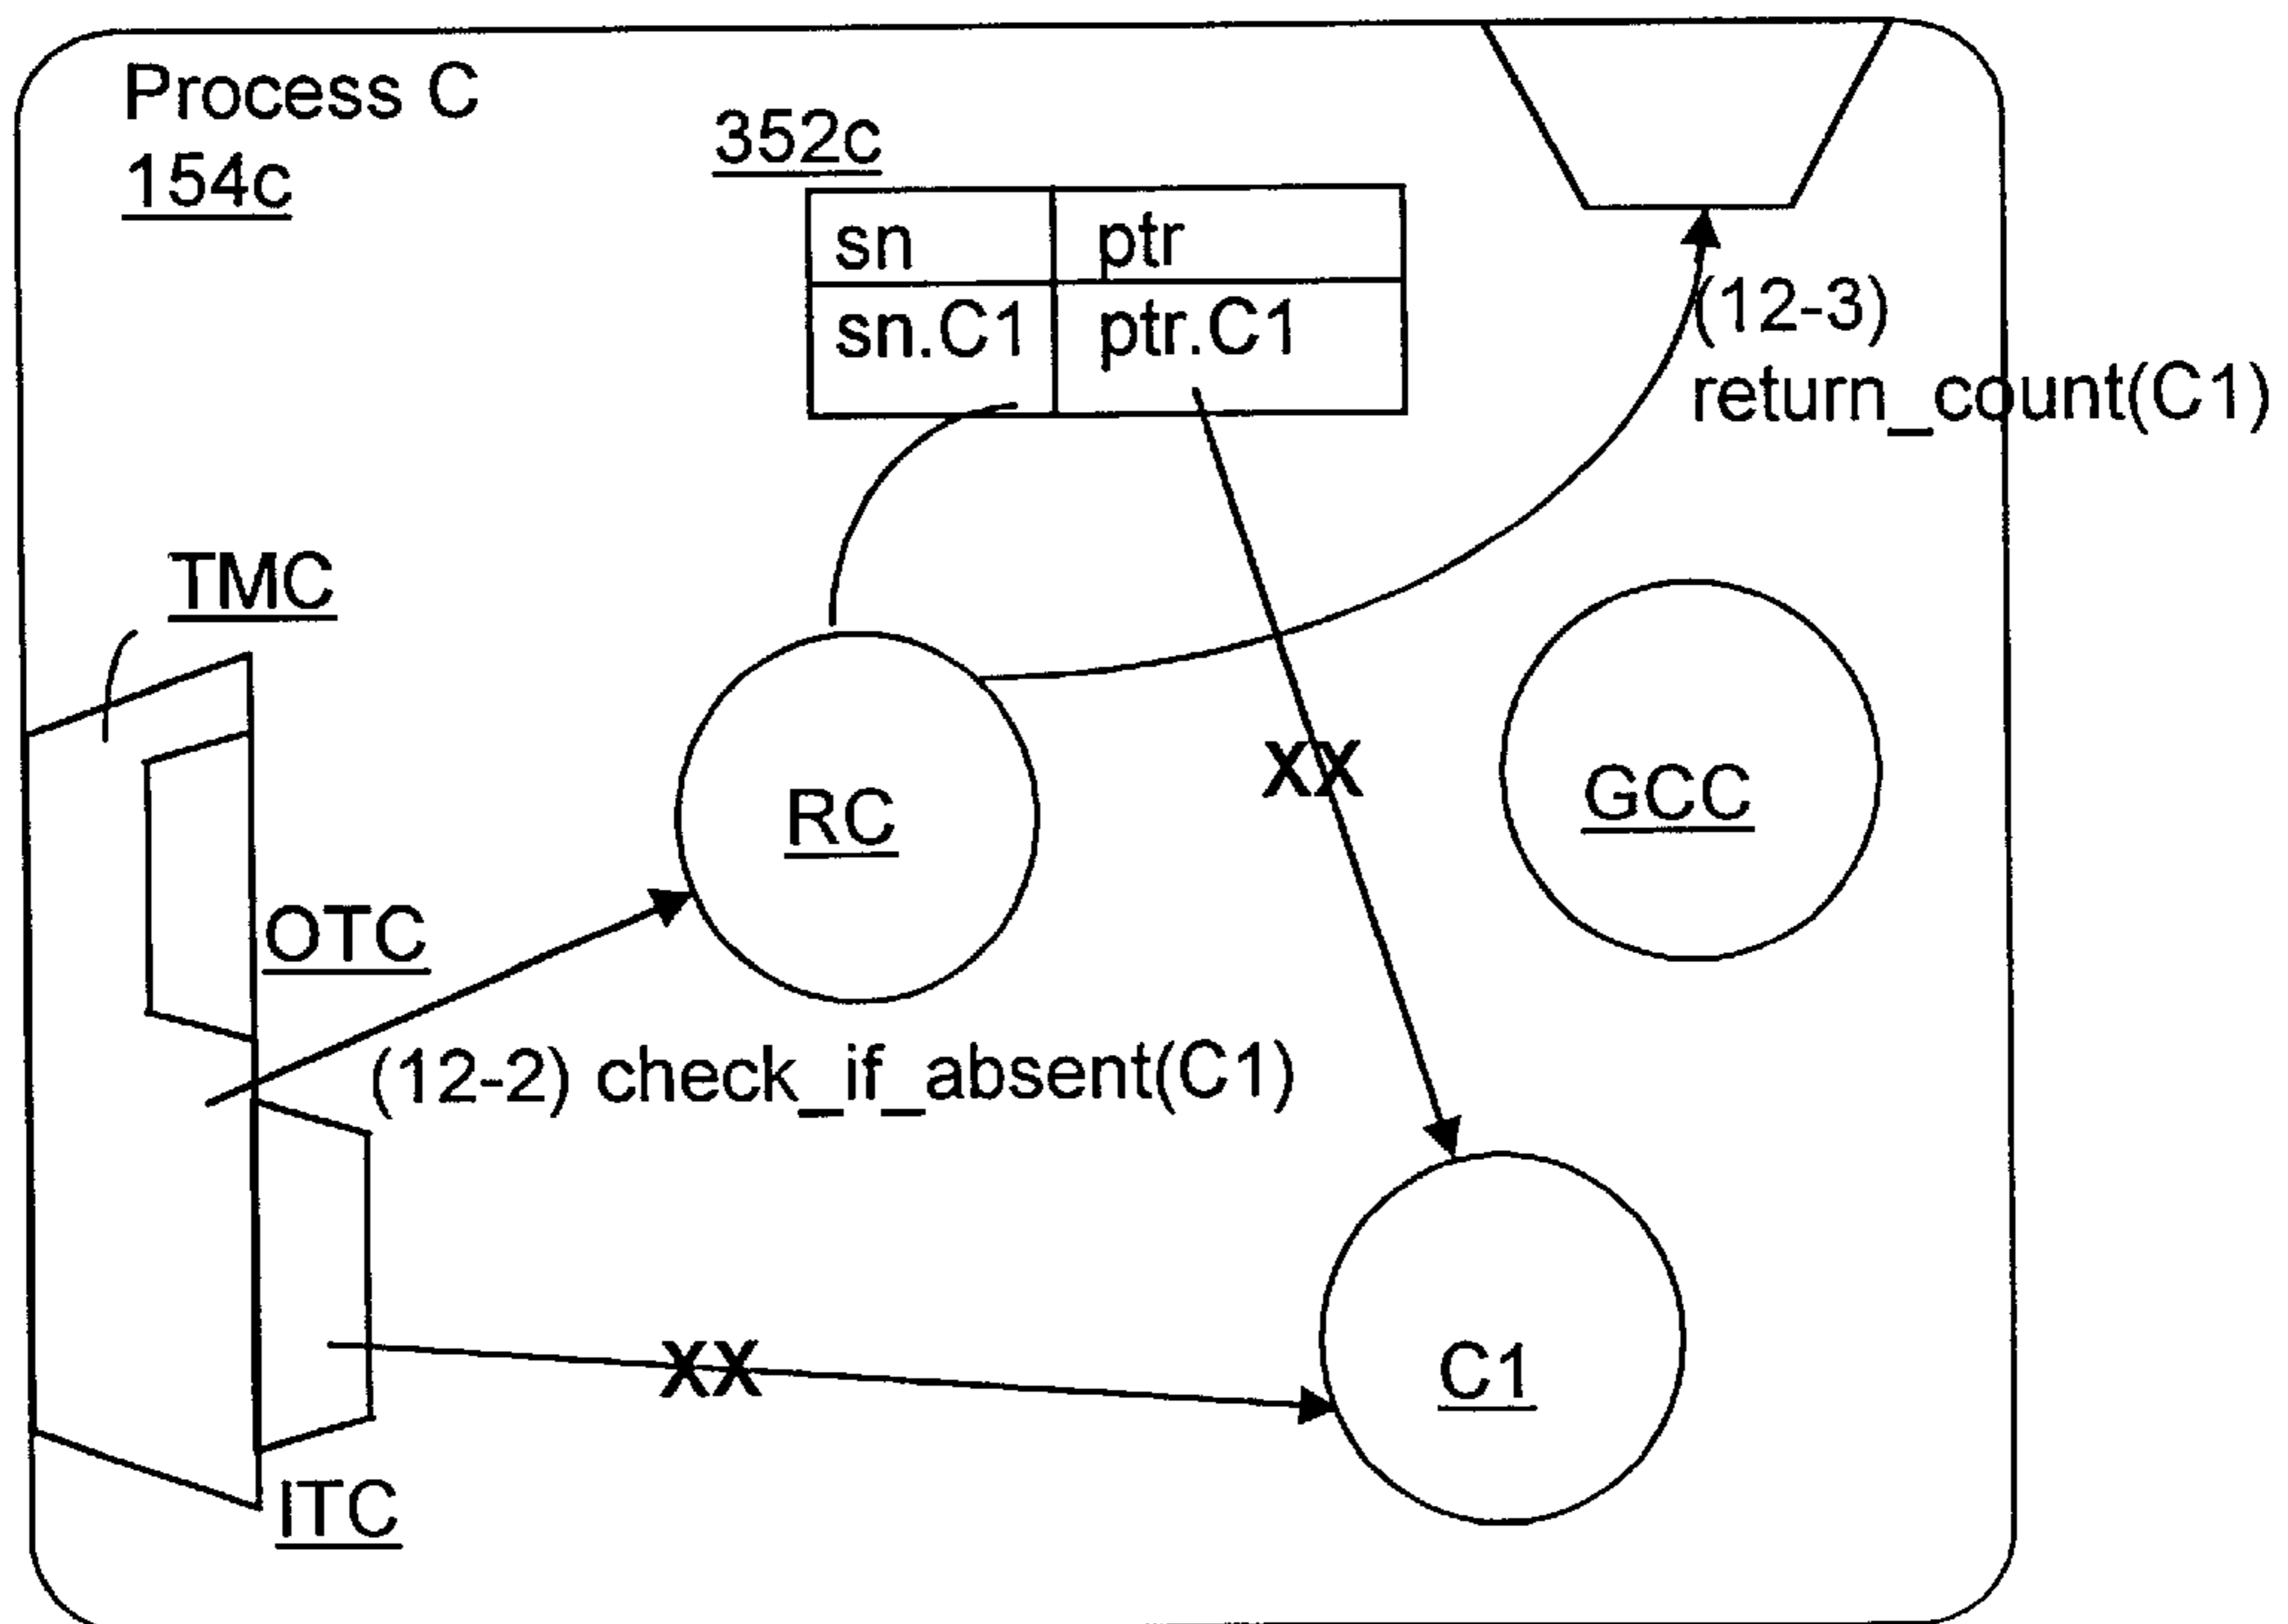 Process C
154c
352c
sn ptr
sn.C1 ptr.C1
(12-3)
return_count(C1)
TMC
XX
GCC
RC
OTC
(12-2) check_if_absent(C1)
XX
C1
ITC